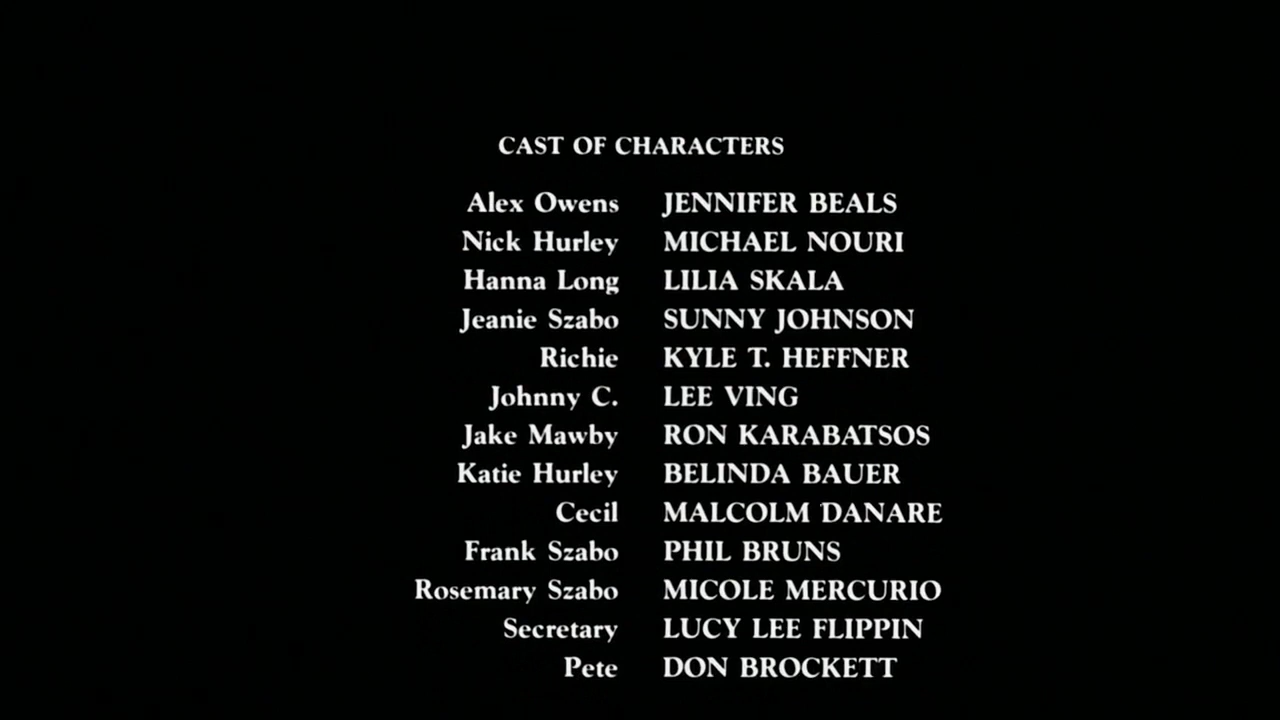 CAST OF CHARACTERS
Alex Owens JENNIFER BEALS
Nick Hurley MICHAEL NOURI
Hanna Long LILIA SKALA
Jeanie Szabo SUNNY JOHNSON
Richie KYLE T. HEFFNER
Johnny C. LEE VING
Jake Mawby RON KARABATSOS
Katie Hurley BELINDA BAUER
Cecil MALCOLM DANARE
Frank Szabo PHIL BRUNS
Rosemary Szabo MICOLE MERCURIO
Secretary LUCY LEE FLIPPIN
Pete DON BROCKETT